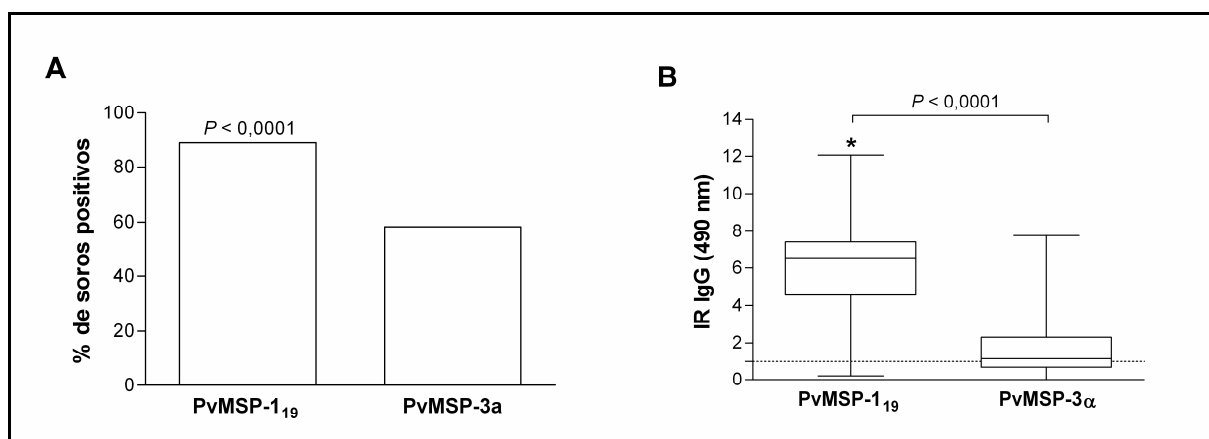 A
% de soros positivos
100
80
60
40
20
0
P < 0,0001
PvMSP-1₁₉
PvMSP-3a
B
IR IgG (490 nm)
14
12
10
8
6
4
2
0
P < 0,0001
*
PvMSP-1₁₉
PvMSP-3α